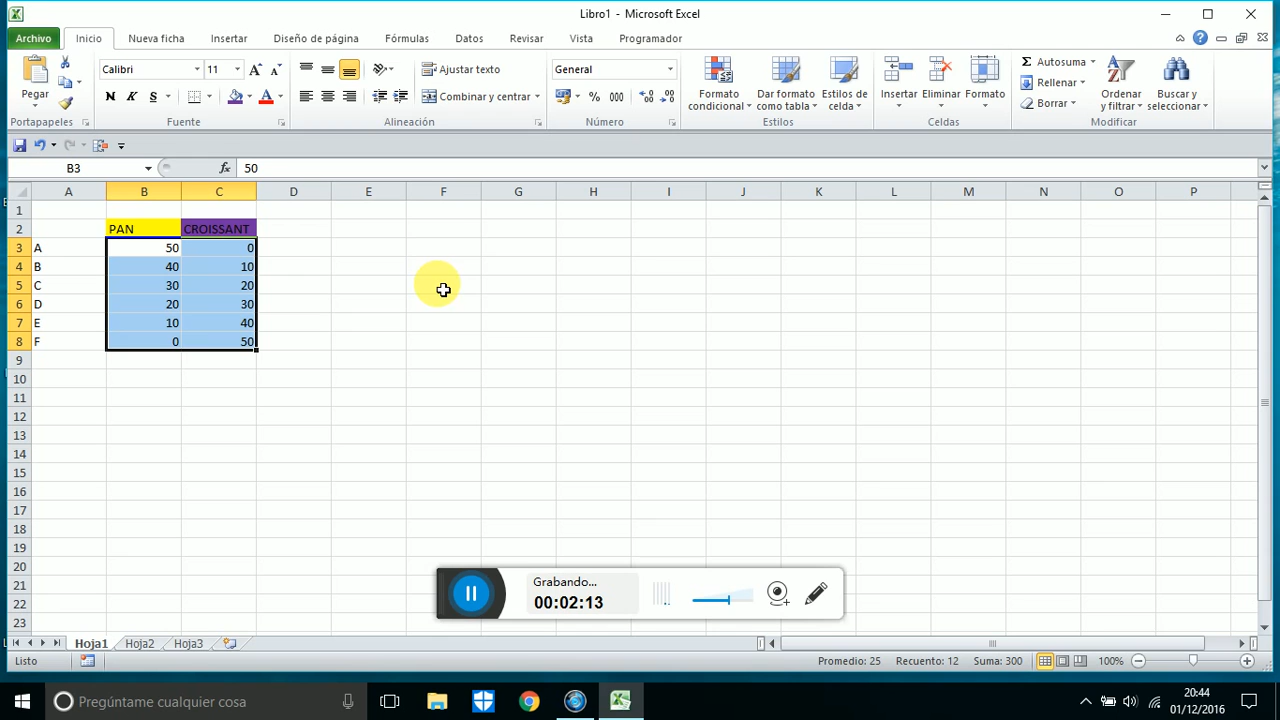 Libro1 - Microsoft Excel
Archivo Inicio Nueva ficha Insertar Diseño de página Fórmulas Datos Revisar Vista Programador
Pegar
Calibri 11
N K S
Ajustar texto
Combinar y centrar
General
% 000
Formato condicional
Dar formato como tabla
Estilos de celda
Insertar Eliminar Formato
Autosuma
Rellenar
Borrar
Ordenar y filtrar
Buscar y seleccionar
Portapapeles Fuente Alineación Número Estilos Celdas Modificar
B3 fx 50
A B C D E F G H I J K L M N O P
1
2 PAN CROISSANT
3 A 50 0
4 B 40 10
5 C 30 20
6 D 20 30
7 E 10 40
8 F 0 50
9
10
11
12
13
14
15
16
17
18
19
20
21
22
23
Grabando...
00:02:13
Hoja1 Hoja2 Hoja3
Listo Promedio: 25 Recuento: 12 Suma: 300 100%
Pregúntame cualquier cosa
20:44
01/12/2016